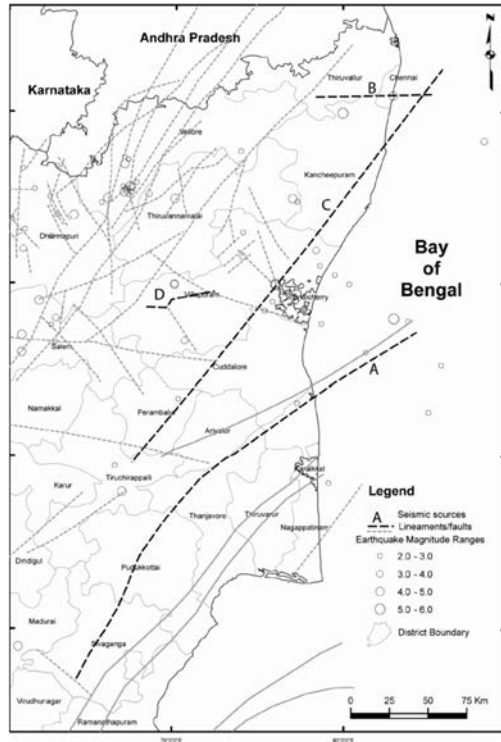 Andhra Pradesh
Karnataka
Thiruvallur
Chennai
B
Vellore
Kancheepuram
C
Thiruvannamalai
Dharmapuri
Bay
of
Bengal
D
Villupuram
Salem
Cuddalore
A
Namakkal
Perambalur
Ariyalur
Karaikkal
Tiruchirappalli
Karur
Legend
Thanjavore
Thiruvarur
Nagappatinam
A
Seismic sources
Lineaments/faults
Earthquake Magnitude Ranges
2.0 - 3.0
3.0 - 4.0
4.0 - 5.0
5.0 - 6.0
District Boundary
Dindigul
Pudukkottai
Madurai
Sivaganga
Virudhunagar
Ramanathapuram
0
25
50
75 Km